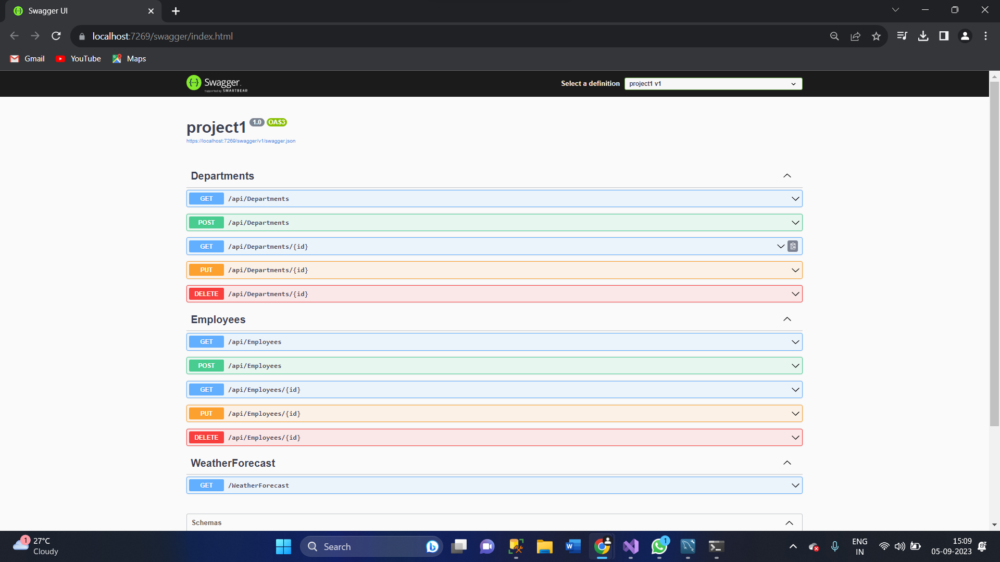 Swagger UI
localhost:7269/swagger/index.html
Gmail
YouTube
Maps
Swagger.
Supported by SMARTBEAR
Select a definition
project1 v1
project1 1.0 OAS3
https://localhost:7269/swagger/v1/swagger.json
Departments
GET /api/Departments
POST /api/Departments
GET /api/Departments/{id}
PUT /api/Departments/{id}
DELETE /api/Departments/{id}
Employees
GET /api/Employees
POST /api/Employees
GET /api/Employees/{id}
PUT /api/Employees/{id}
DELETE /api/Employees/{id}
WeatherForecast
GET /WeatherForecast
Schemas
1
27°C
Cloudy
Search
W
1
ENG
IN
15:09
05-09-2023